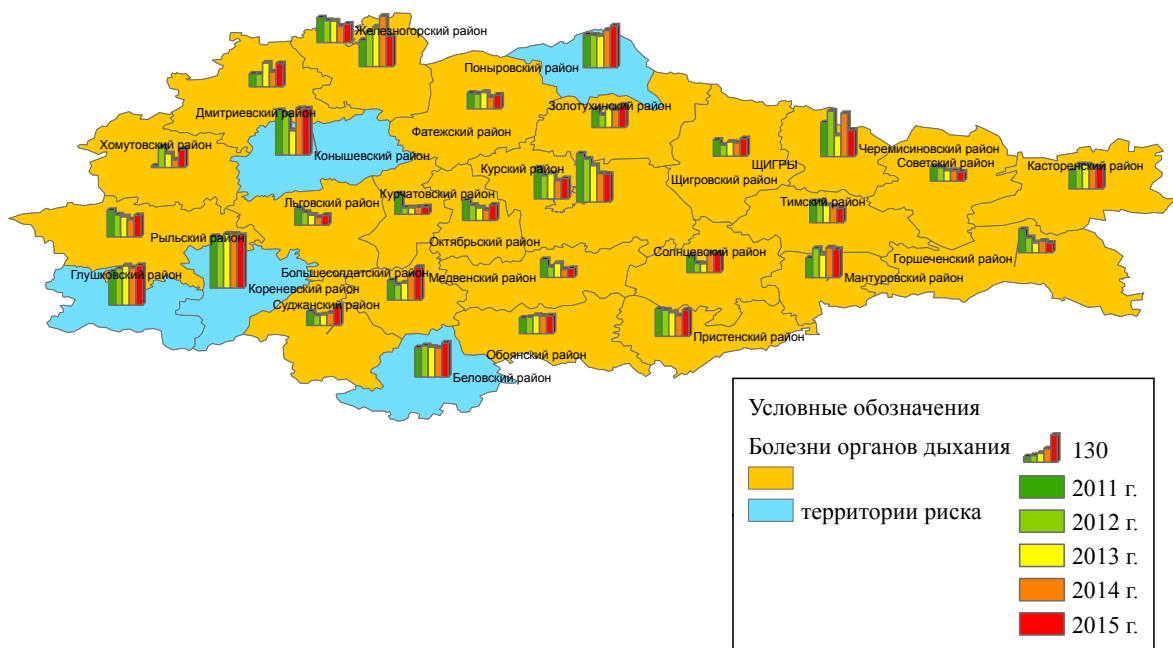 Железногорский район
Поныровский район
Дмитриевский район
Золотухинский район
Хомутовский район
Конышевский район
Фатежский район
ЩИГРЫ
Черемисиновский район
Советский район
Касторенский район
Курский район
Щигровский район
Курчатовский район
Льговский район
Тимский район
Рыльский район
Октябрьский район
Солнцевский район
Горшеченский район
Глушковский район
Большесолдатский район
Медвенский район
Мантуровский район
Кореневский район
Суджанский район
Пристенский район
Обоянский район
Беловский район
Условные обозначения
Болезни органов дыхания
территории риска
130
2011 г.
2012 г.
2013 г.
2014 г.
2015 г.